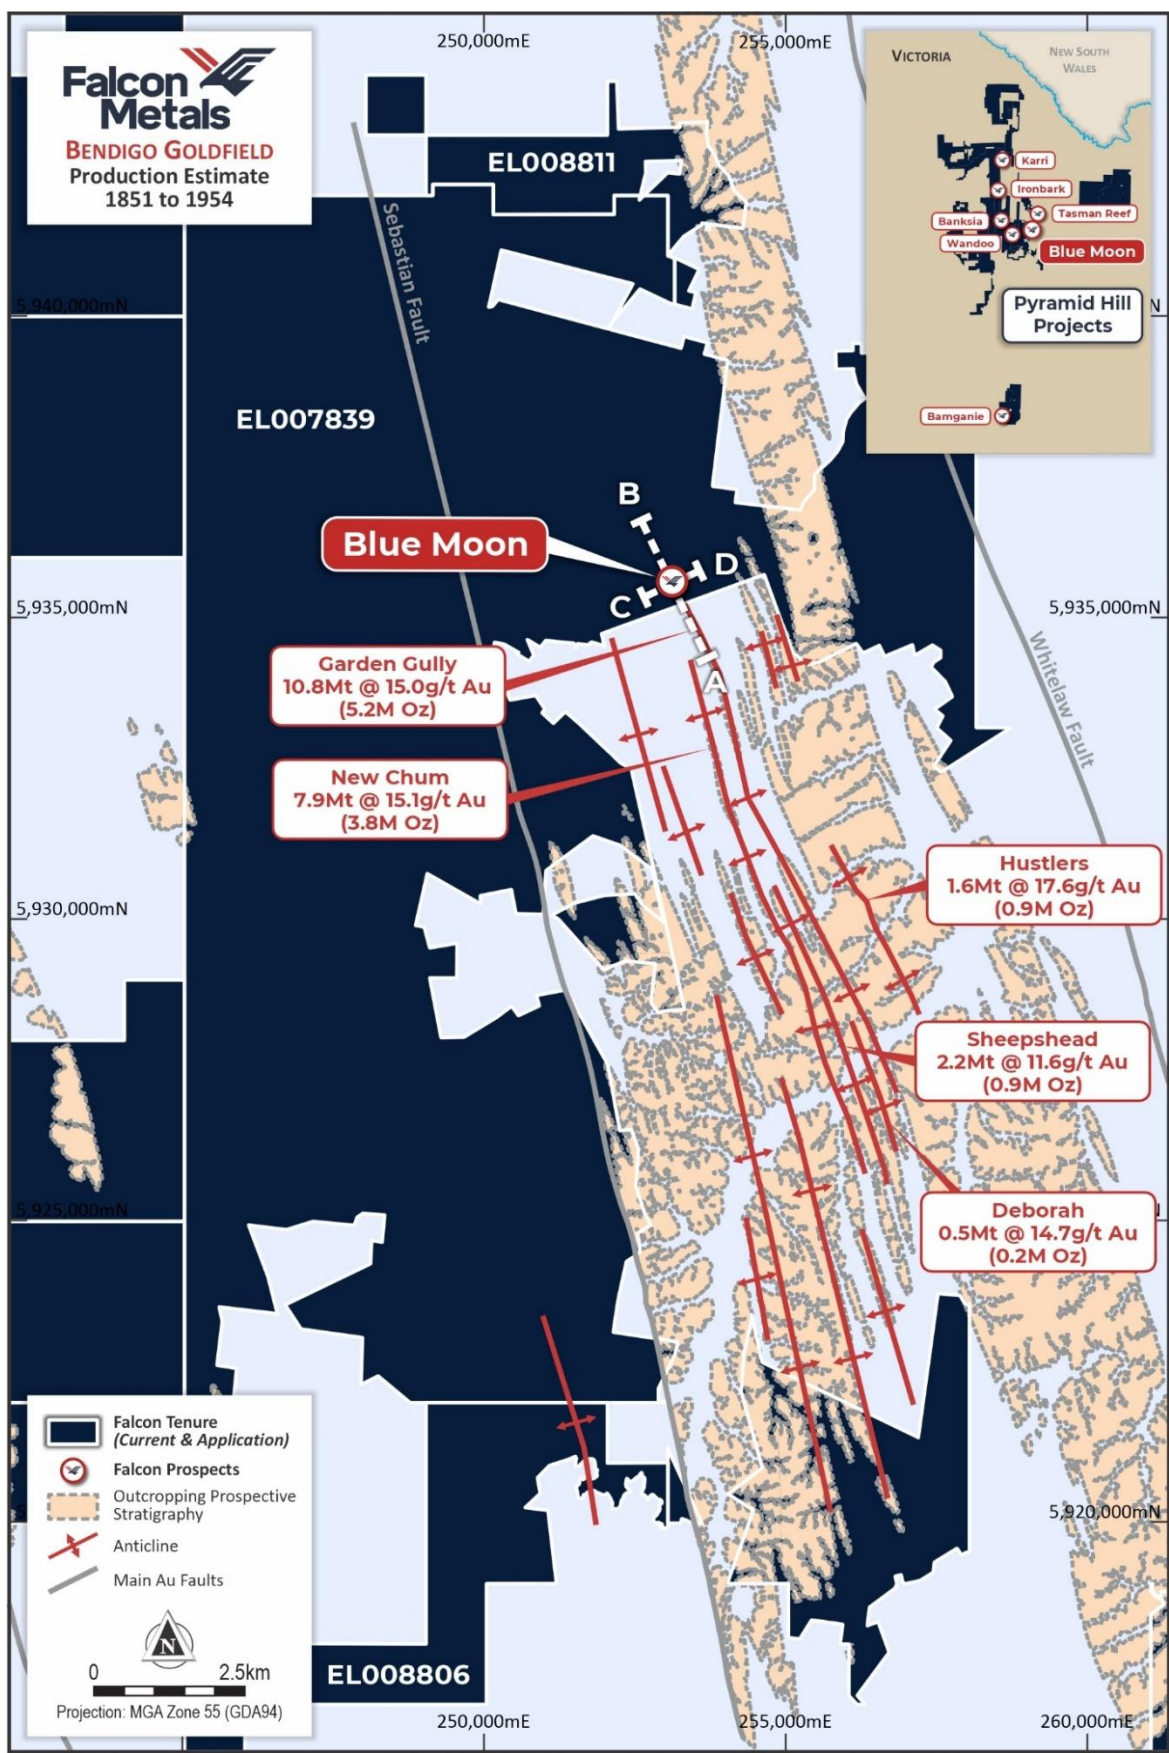 250,000mE
255,000mE
Falcon
Metals
BENDIGO GOLDFIELD
Production Estimate
1851 to 1954
VICTORIA
NEW SOUTH
WALES
Karri
Ironbark
Banksia
Tasman Reef
Wandoo
Blue Moon
Pyramid Hill
Projects
Bamganie
EL008811
Sebastian Fault
5,940,000mN
N
EL007839
B
Blue Moon
D
C
A
5,935,000mN
5,935,000mN
Whitelaw Fault
Garden Gully
10.8Mt @ 15.0g/t Au
(5.2M Oz)
New Chum
7.9Mt @ 15.1g/t Au
(3.8M Oz)
Hustlers
1.6Mt @ 17.6g/t Au
(0.9M Oz)
5,930,000mN
Sheepshead
2.2Mt @ 11.6g/t Au
(0.9M Oz)
Deborah
0.5Mt @ 14.7g/t Au
(0.2M Oz)
5,925,000mN
N
Falcon Tenure
(Current & Application)
Falcon Prospects
Outcropping Prospective
Stratigraphy
Anticline
Main Au Faults
N
0 2.5km
Projection: MGA Zone 55 (GDA94)
5,920,000mN
EL008806
250,000mE
255,000mE
260,000mE